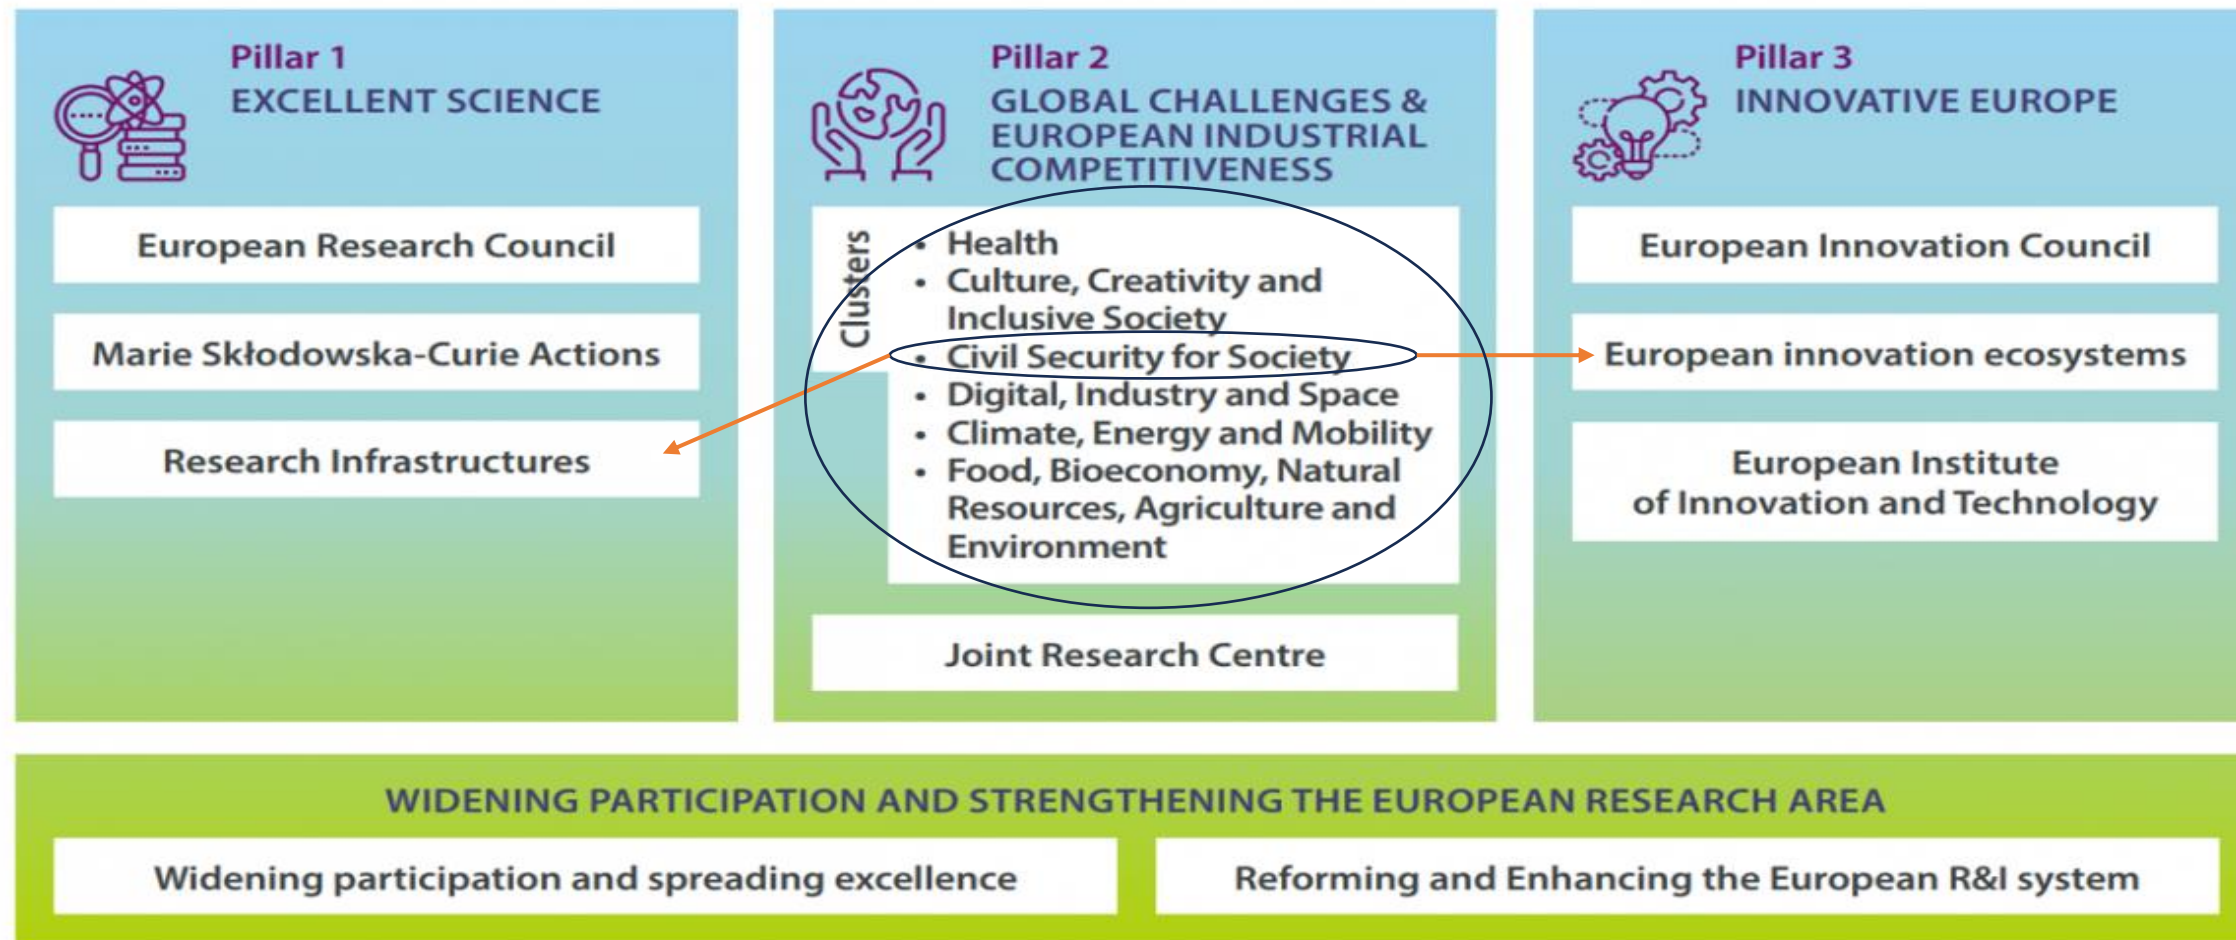 Pillar 1
EXCELLENT SCIENCE
European Research Council
Marie Skłodowska-Curie Actions
Research Infrastructures
Pillar 2
GLOBAL CHALLENGES &
EUROPEAN INDUSTRIAL
COMPETITIVENESS
Clusters
• Health
• Culture, Creativity and
Inclusive Society
• Civil Security for Society
• Digital, Industry and Space
• Climate, Energy and Mobility
• Food, Bioeconomy, Natural
Resources, Agriculture and
Environment
Joint Research Centre
Pillar 3
INNOVATIVE EUROPE
European Innovation Council
European innovation ecosystems
European Institute
of Innovation and Technology
WIDENING PARTICIPATION AND STRENGTHENING THE EUROPEAN RESEARCH AREA
Widening participation and spreading excellence
Reforming and Enhancing the European R&I system